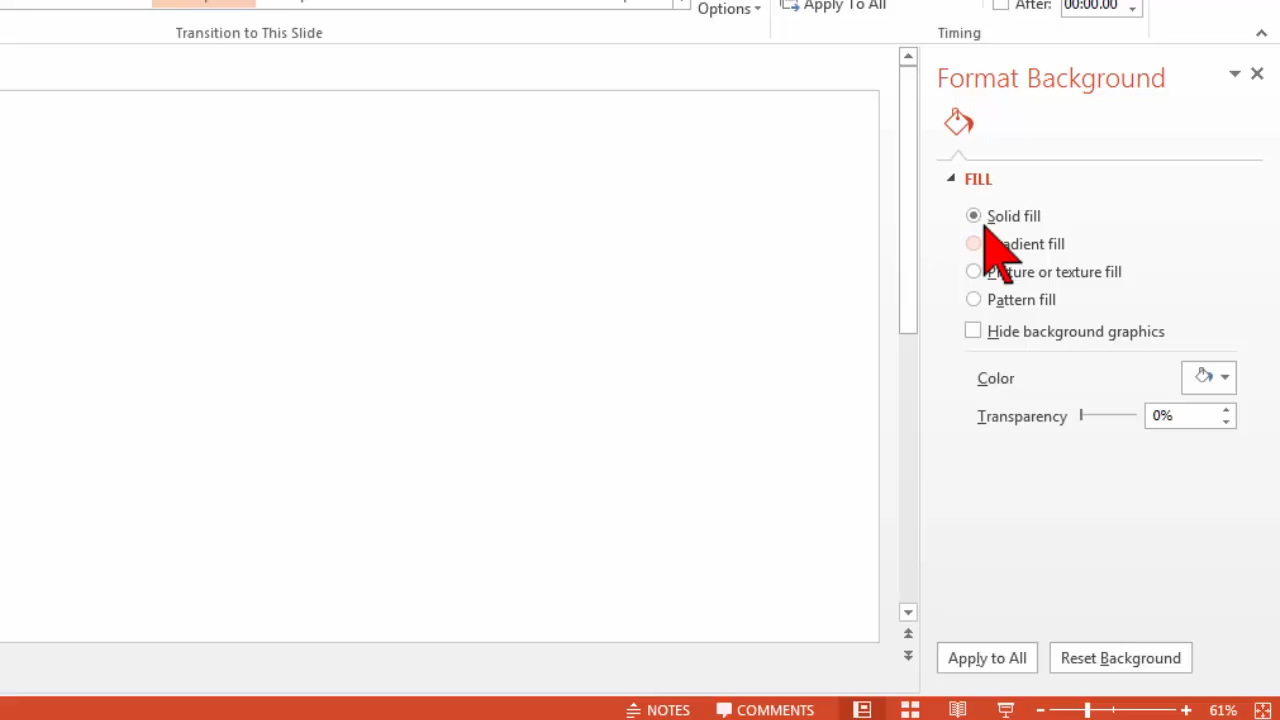 Options
Apply To All
After:
00:00.00
Transition to This Slide
Timing
Format Background
FILL
Solid fill
adient fill
Picture or texture fill
Pattern fill
Hide background graphics
Color
Transparency
0%
Apply to All
Reset Background
NOTES
COMMENTS
61%